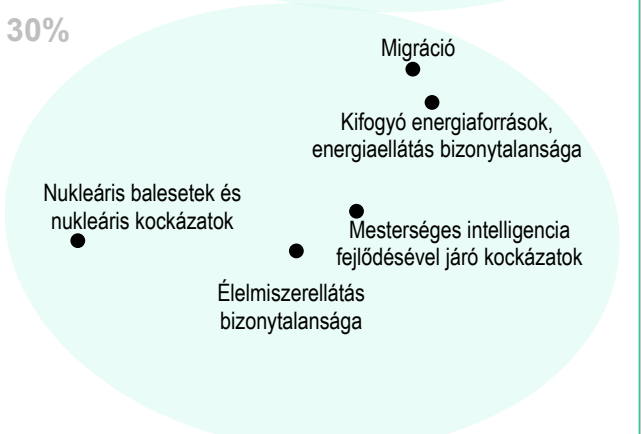 30%
Migráció
Kifogyó energiaforrások,
energiaellátás bizonytalansága
Nukleáris balesetek és
nukleáris kockázatok
Mesterséges intelligencia
fejlődésével járó kockázatok
Élelmiszerellátás
bizonytalansága